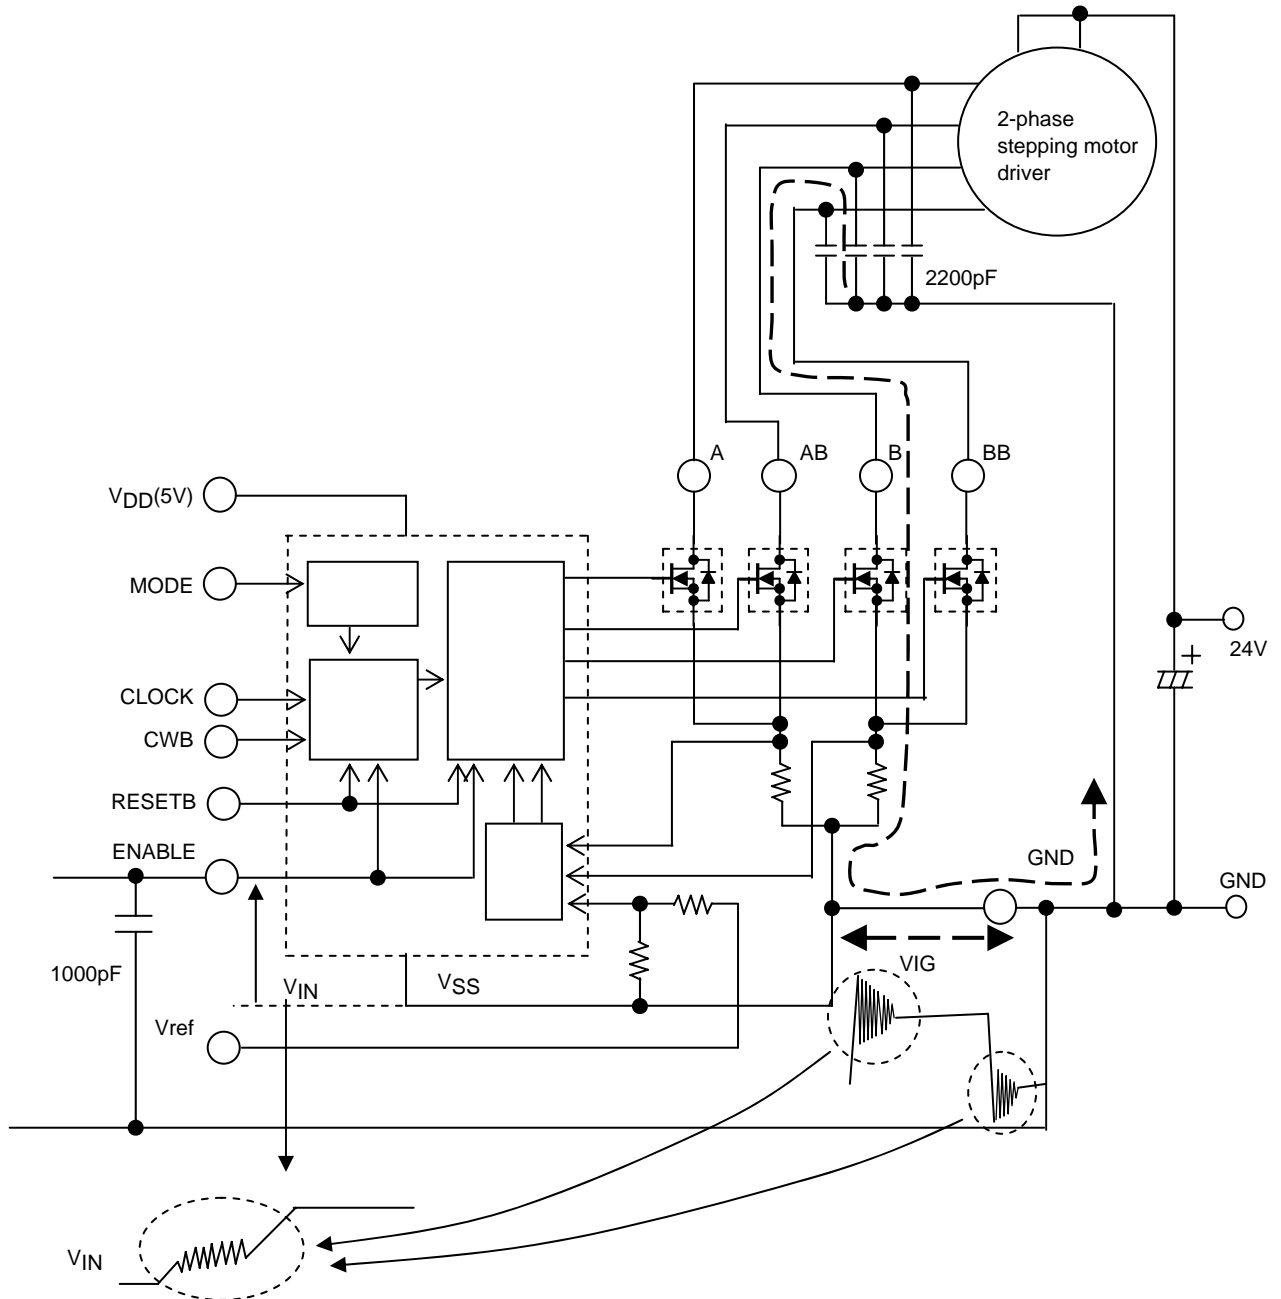 2-phase
stepping motor
driver
2200pF
A
AB
B
BB
VDD(5V)
MODE
24V
+
CLOCK
CWB
RESETB
ENABLE
GND
GND
1000pF
VIN
VSS
VIG
Vref
VIN